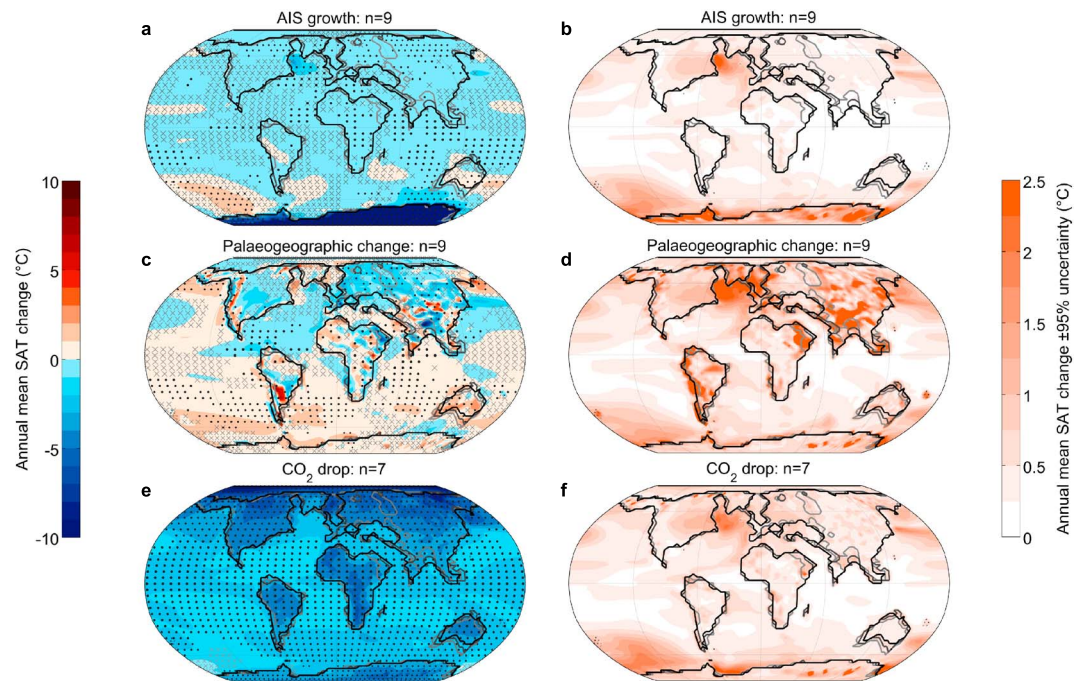 AIS growth: n=9
AIS growth: n=9
a
b
Palaeogeographic change: n=9
Palaeogeographic change: n=9
c
d
CO2 drop: n=7
CO2 drop: n=7
e
f
Annual mean SAT change (°C)
10
5
0
-5
-10
Annual mean SAT change ±95% uncertainty (°C)
2.5
2
1.5
1
0.5
0